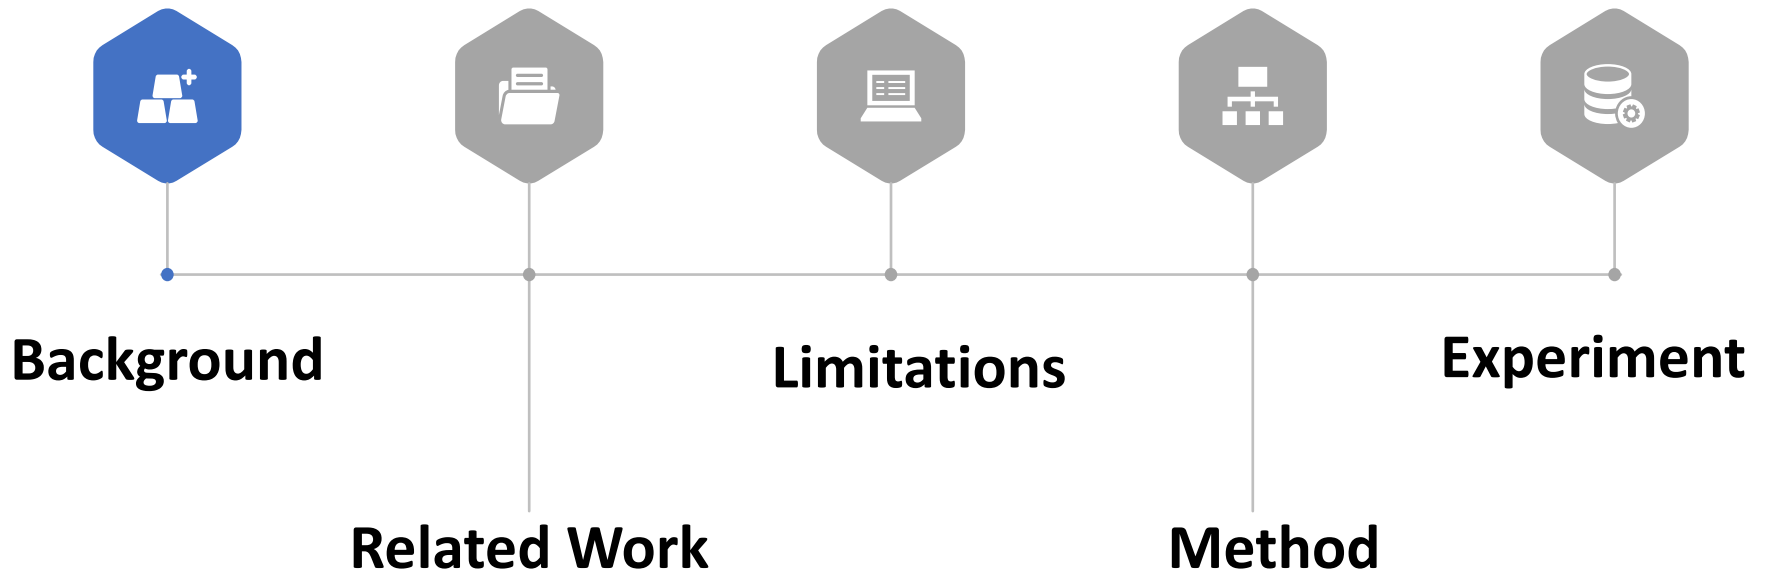 Background
Related Work
Limitations
Method
Experiment